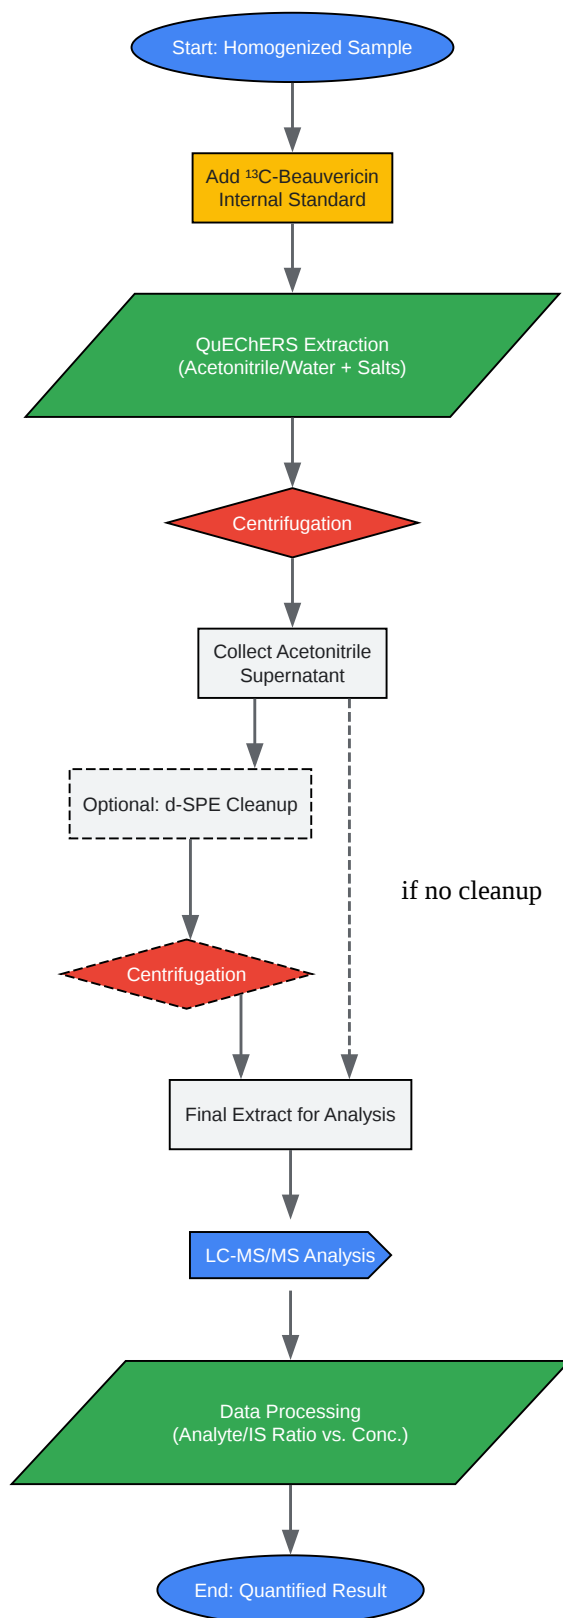 Start: Homogenized Sample
Add ¹³C-Beauvericin
Internal Standard
QuEChERS Extraction
(Acetonitrile/Water + Salts)
Centrifugation
Collect Acetonitrile
Supernatant
Optional: d-SPE Cleanup
if no cleanup
Centrifugation
Final Extract for Analysis
LC-MS/MS Analysis
Data Processing
(Analyte/IS Ratio vs. Conc.)
End: Quantified Result